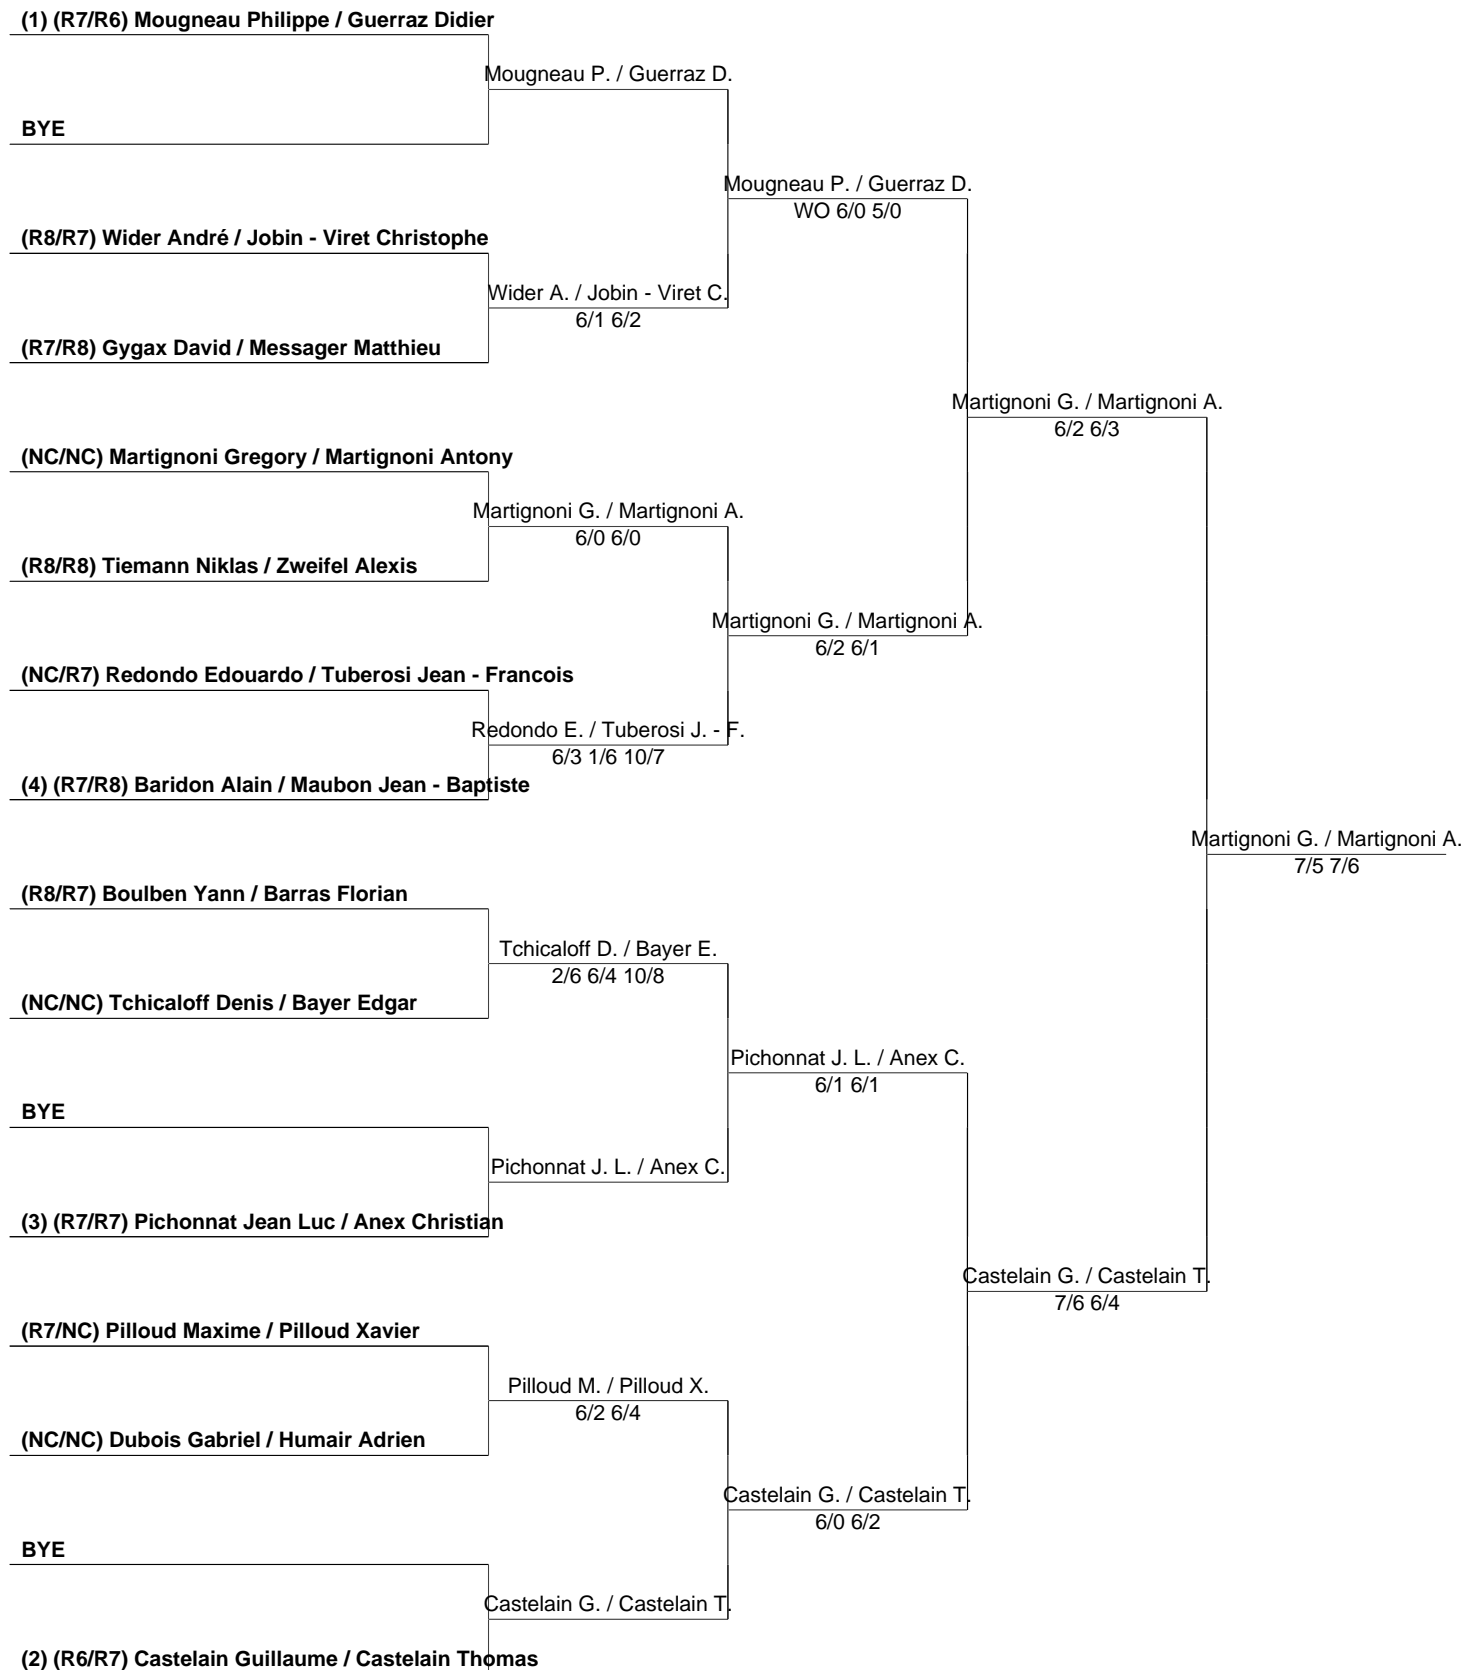 (1) (R7/R6) Mougneau Philippe / Guerraz Didier
Mougneau P. / Guerraz D.
BYE
Mougneau P. / Guerraz D.
WO 6/0 5/0
(R8/R7) Wider André / Jobin - Viret Christophe
Wider A. / Jobin - Viret C.
6/1 6/2
(R7/R8) Gygax David / Messager Matthieu
Martignoni G. / Martignoni A.
6/2 6/3
(NC/NC) Martignoni Gregory / Martignoni Antony
Martignoni G. / Martignoni A.
6/0 6/0
(R8/R8) Tiemann Niklas / Zweifel Alexis
Martignoni G. / Martignoni A.
6/2 6/1
(NC/R7) Redondo Edouardo / Tuberosi Jean - Francois
Redondo E. / Tuberosi J. - F.
6/3 1/6 10/7
(4) (R7/R8) Baridon Alain / Maubon Jean - Baptiste
Martignoni G. / Martignoni A.
7/5 7/6
(R8/R7) Boulben Yann / Barras Florian
Tchicaloff D. / Bayer E.
2/6 6/4 10/8
(NC/NC) Tchicaloff Denis / Bayer Edgar
Pichonnat J. L. / Anex C.
6/1 6/1
BYE
Pichonnat J. L. / Anex C.
(3) (R7/R7) Pichonnat Jean Luc / Anex Christian
Castelain G. / Castelain T.
7/6 6/4
(R7/NC) Pilloud Maxime / Pilloud Xavier
Pilloud M. / Pilloud X.
6/2 6/4
(NC/NC) Dubois Gabriel / Humair Adrien
Castelain G. / Castelain T.
6/0 6/2
BYE
Castelain G. / Castelain T.
(2) (R6/R7) Castelain Guillaume / Castelain Thomas